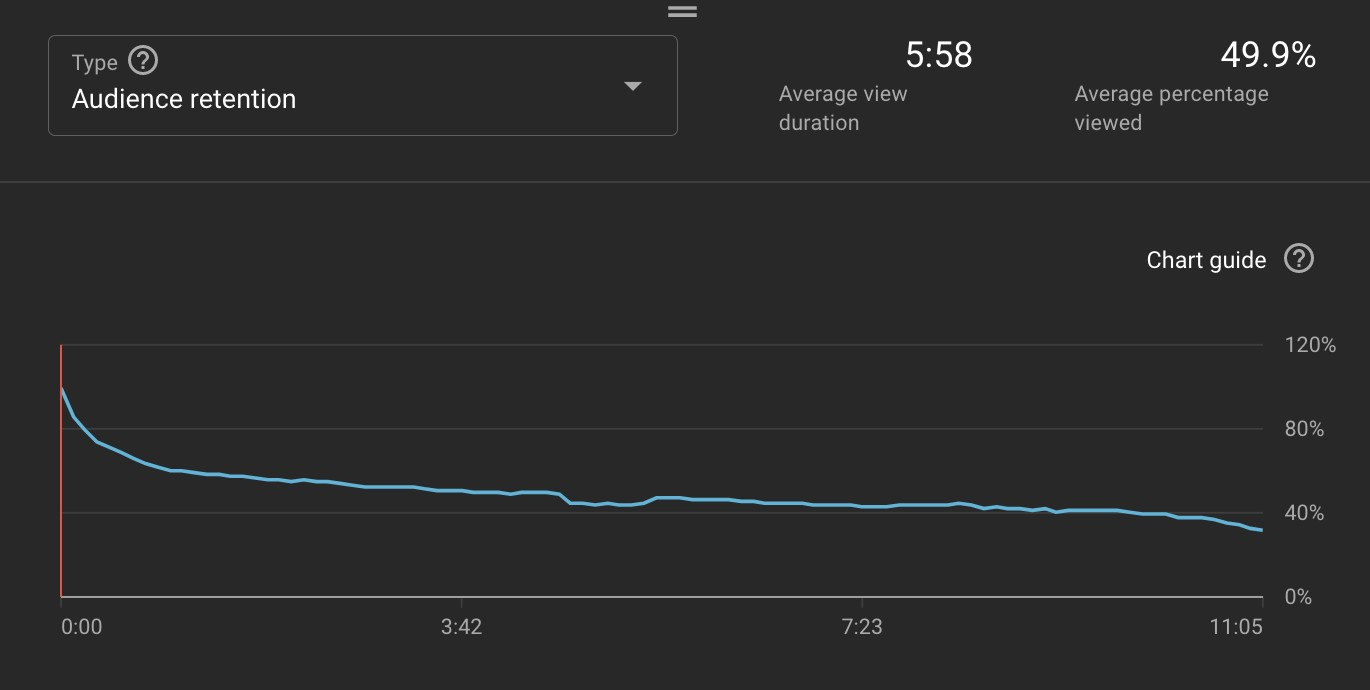 Type
Audience retention
5:58
Average view
duration
49.9%
Average percentage
viewed
Chart guide
120%
80%
40%
0%
0:00
3:42
7:23
11:05